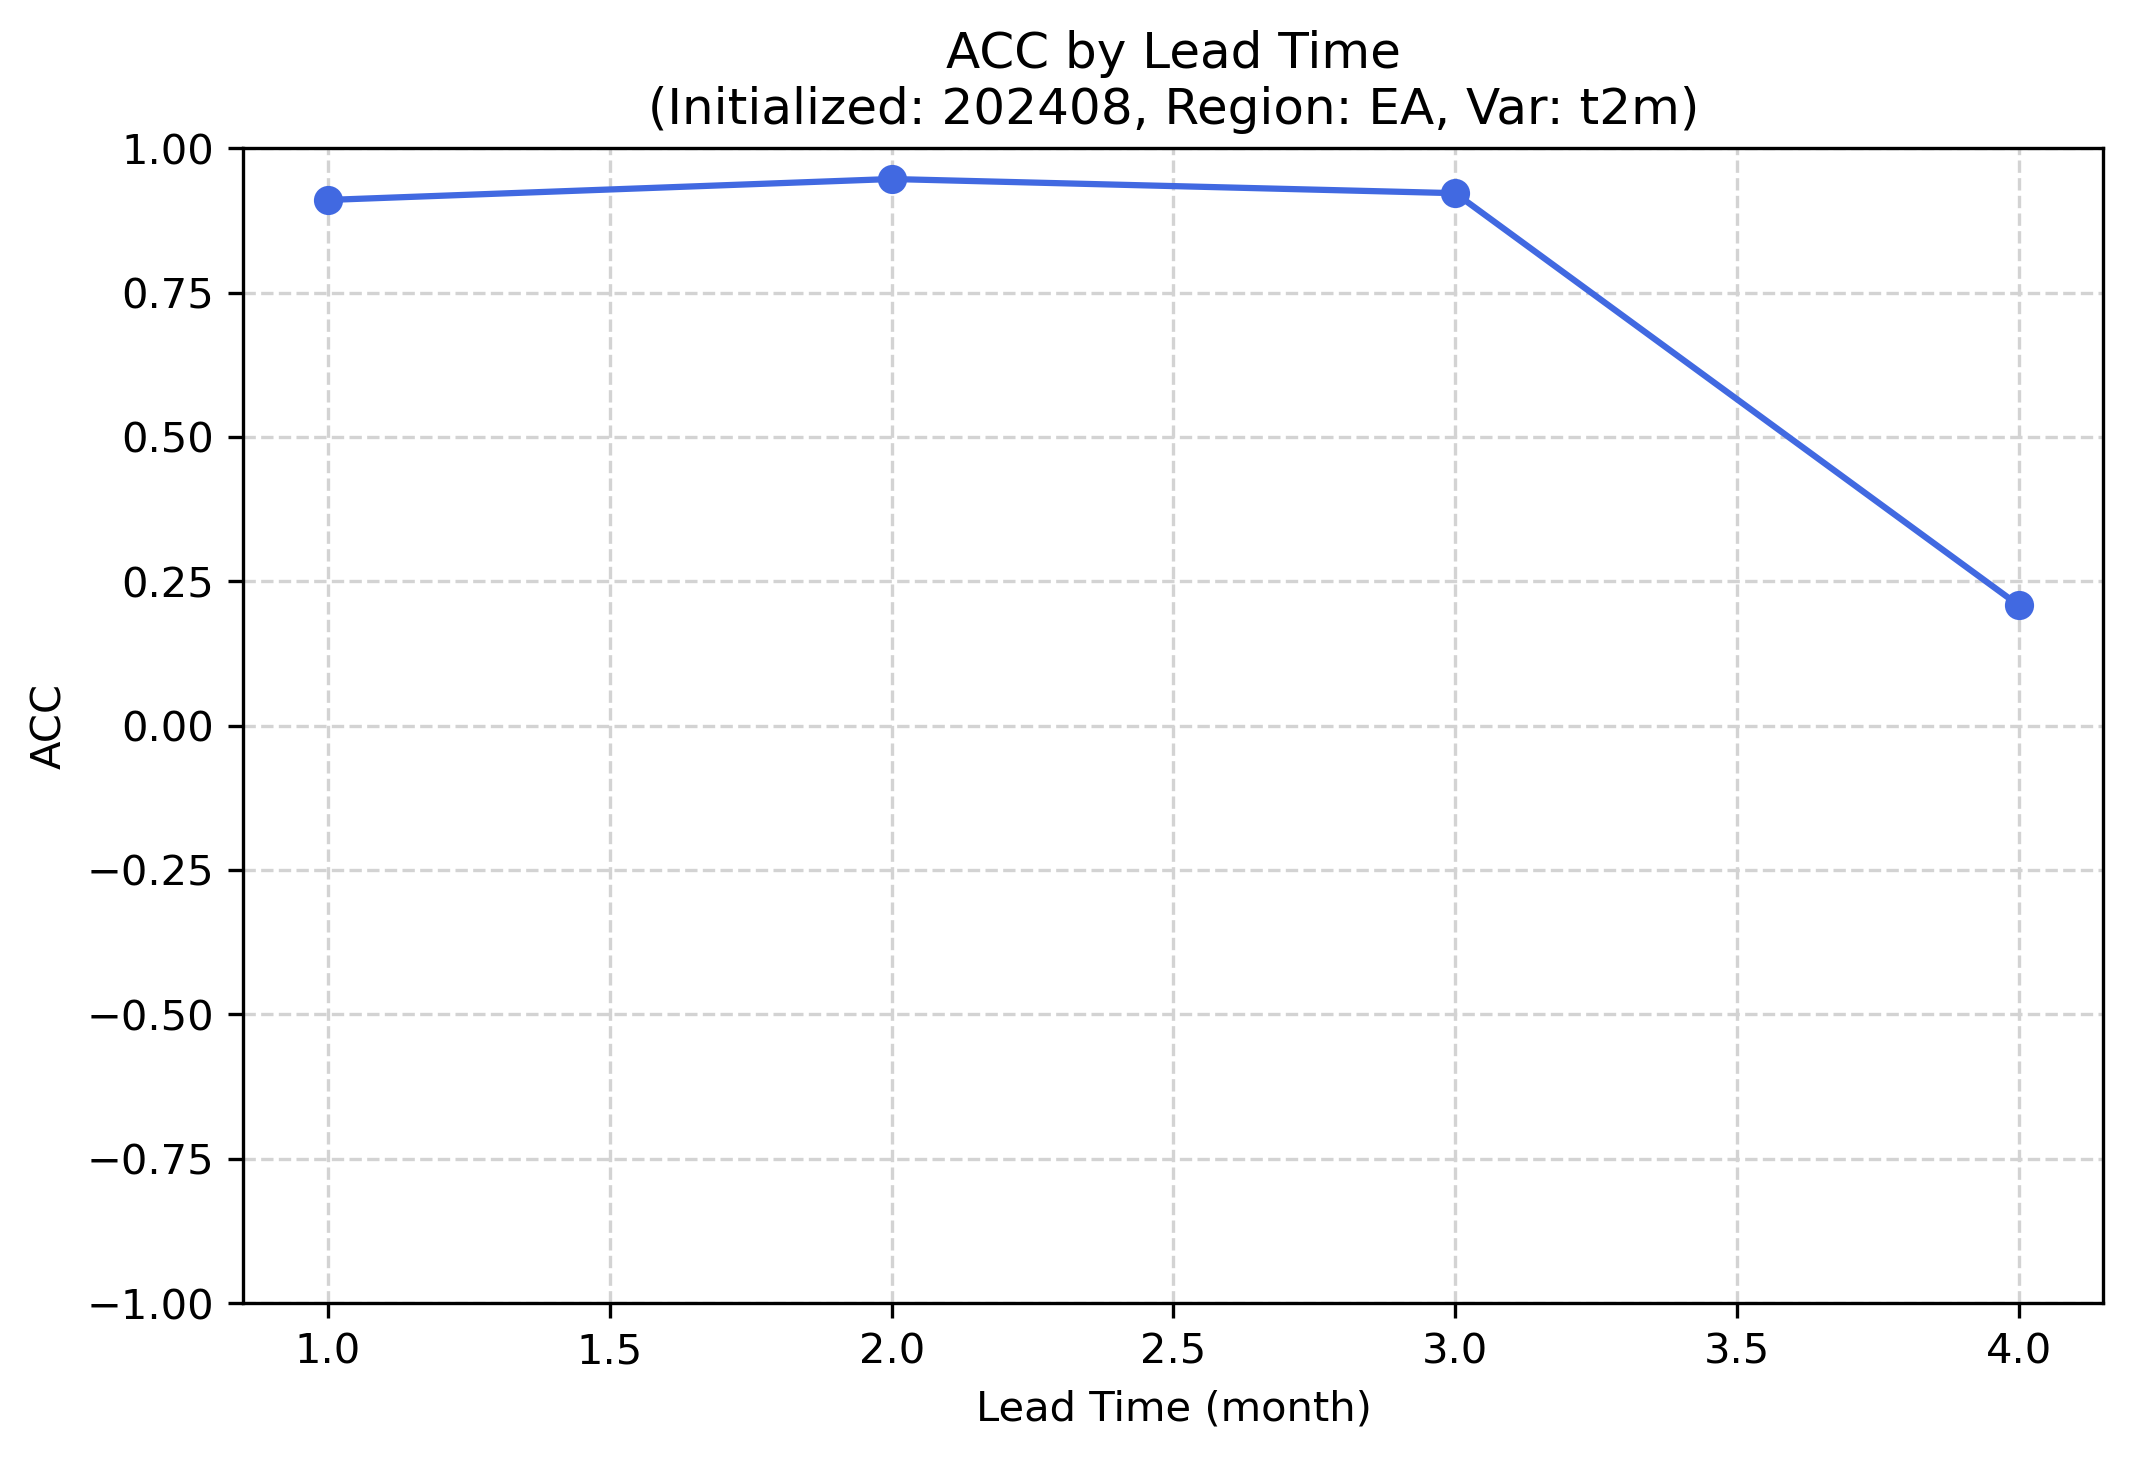 ACC by Lead Time
(Initialized: 202408, Region: EA, Var: t2m)
1.00
0.75
0.50
0.25
0.00
−0.25
−0.50
−0.75
−1.00
ACC
1.0 1.5 2.0 2.5 3.0 3.5 4.0
Lead Time (month)